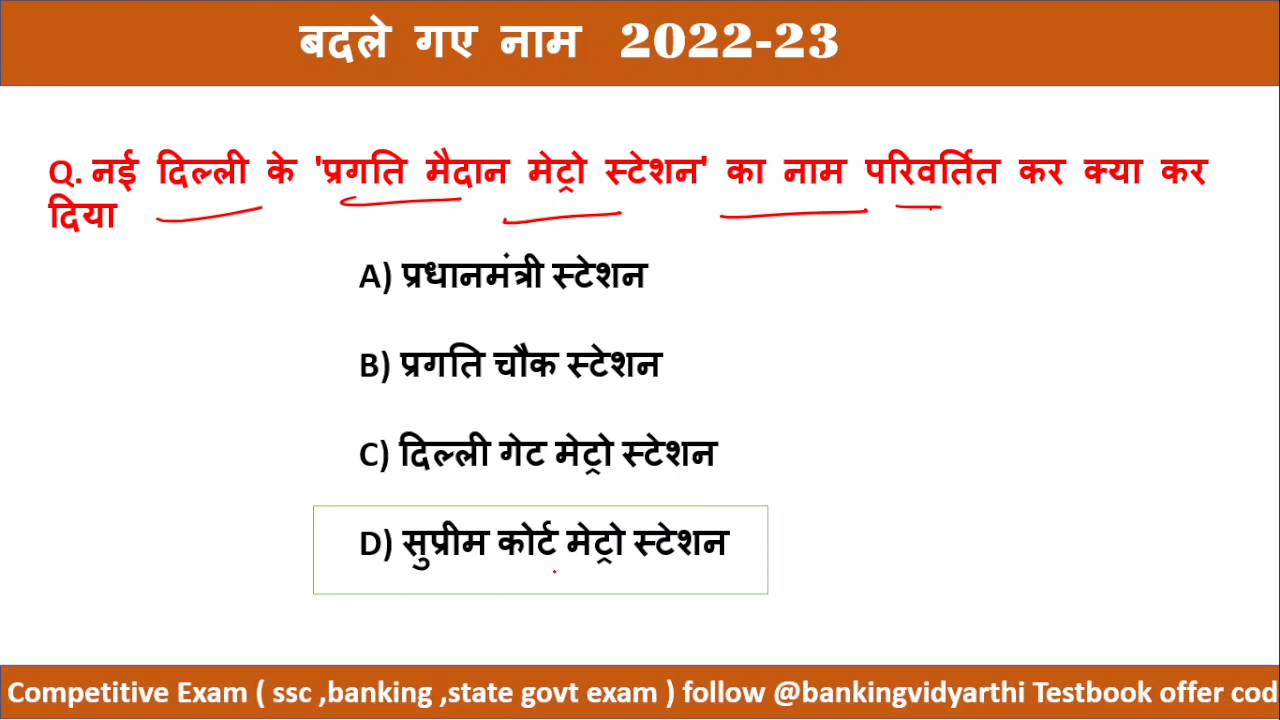 बदले गए नाम 2022-23
Q. नई दिल्ली के 'प्रगति मैदान मेट्रो स्टेशन' का नाम परिवर्तित कर क्या कर
दिया
A) प्रधानमंत्री स्टेशन
B) प्रगति चौक स्टेशन
C) दिल्ली गेट मेट्रो स्टेशन
D) सुप्रीम कोर्ट मेट्रो स्टेशन
Competitive Exam ( ssc ,banking ,state govt exam ) follow @bankingvidyarthi Testbook offer cod